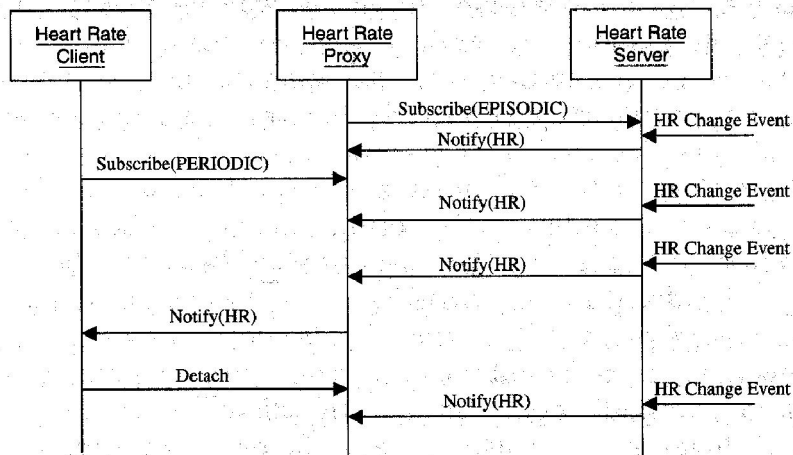 Heart Rate
Client
Heart Rate
Proxy
Heart Rate
Server
Subscribe(EPISODIC)
HR Change Event
Notify(HR)
Subscribe(PERIODIC)
HR Change Event
Notify(HR)
HR Change Event
Notify(HR)
Notify(HR)
Detach
HR Change Event
Notify(HR)